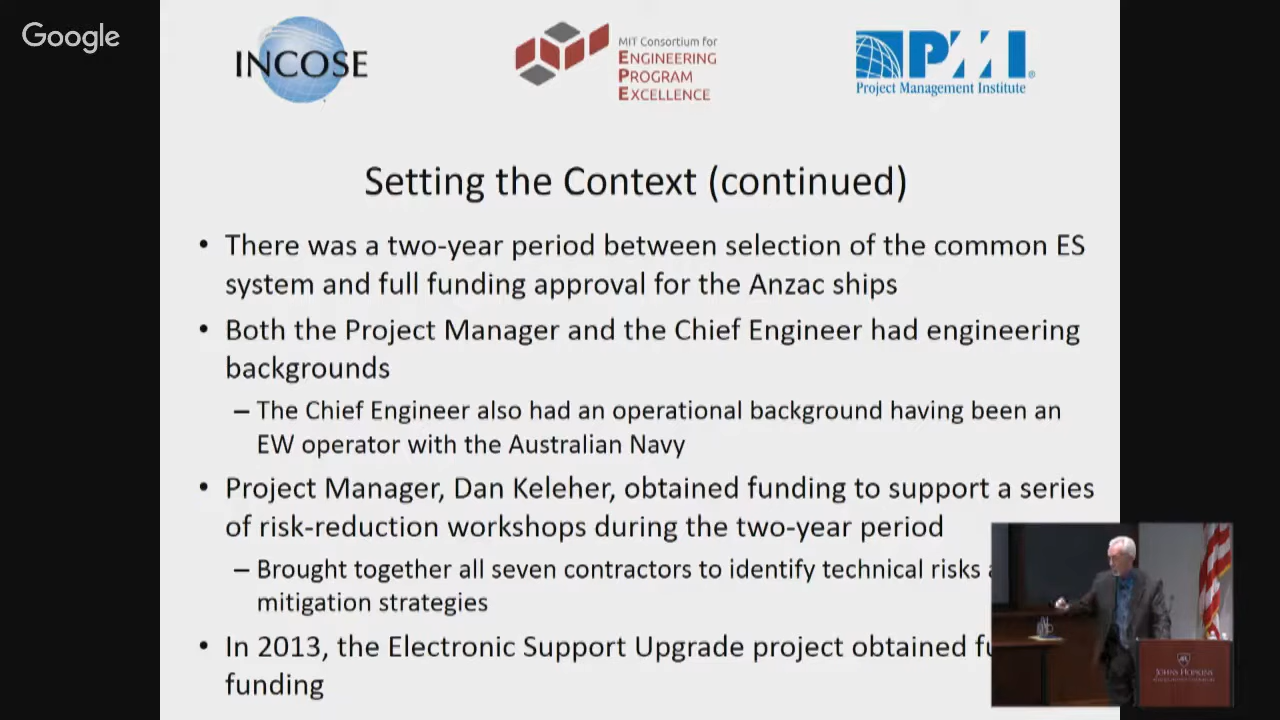 Google
INCOSE
MIT Consortium for
ENGINEERING
PROGRAM
EXCELLENCE
PMI
Project Management Institute
Setting the Context (continued)
• There was a two-year period between selection of the common ES
system and full funding approval for the Anzac ships
• Both the Project Manager and the Chief Engineer had engineering
backgrounds
– The Chief Engineer also had an operational background having been an
EW operator with the Australian Navy
• Project Manager, Dan Keleher, obtained funding to support a series
of risk-reduction workshops during the two-year period
– Brought together all seven contractors to identify technical risks
mitigation strategies
• In 2013, the Electronic Support Upgrade project obtained
funding
JOHNS HOPKINS